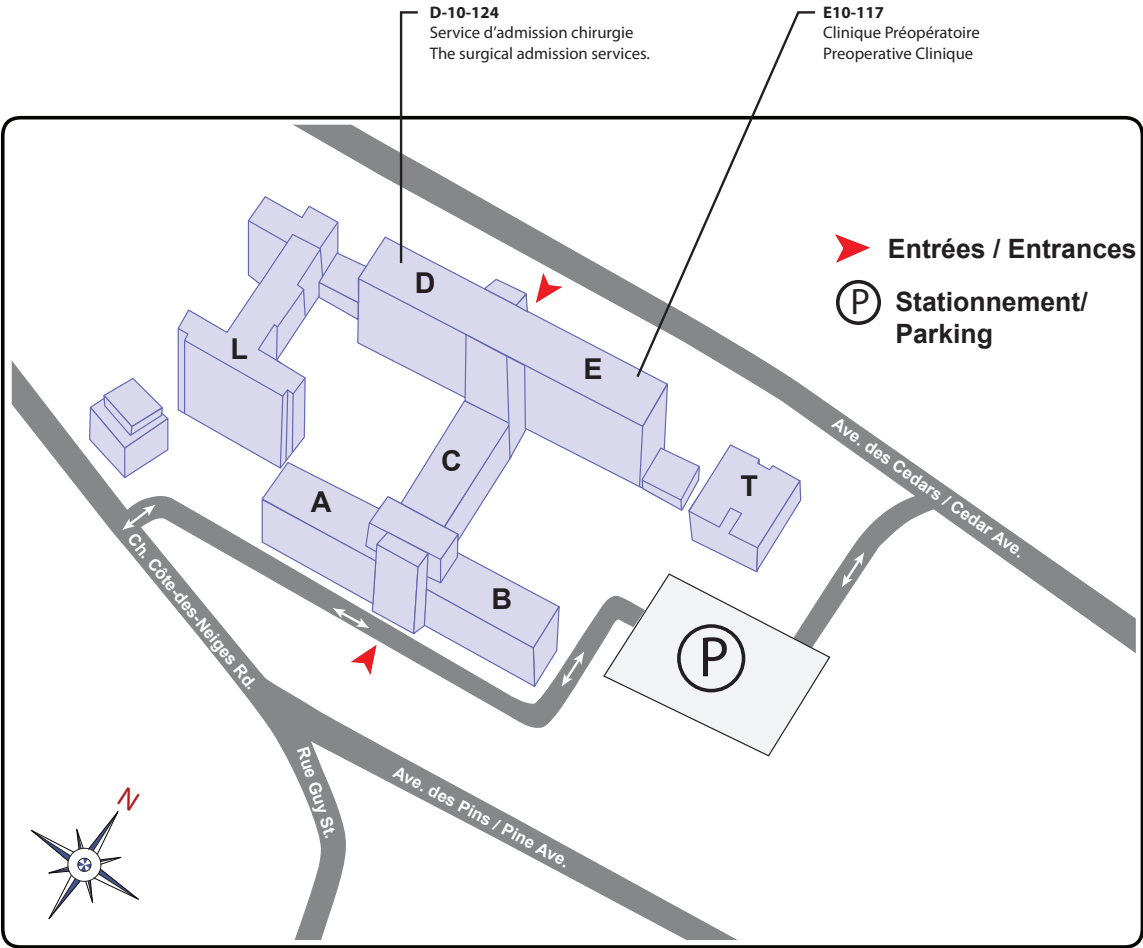 D-10-124
Service d'admission chirurgie
The surgical admission services.
E10-117
Clinique Préopératoire
Preoperative Clinique
Entrées / Entrances
P
Stationnement/
Parking
D
E
L
C
A
B
T
P
Ave. des Cedars / Cedar Ave.
Ch. Côte-des-Neiges Rd.
Rue Guy St.
Ave. des Pins / Pine Ave.
N